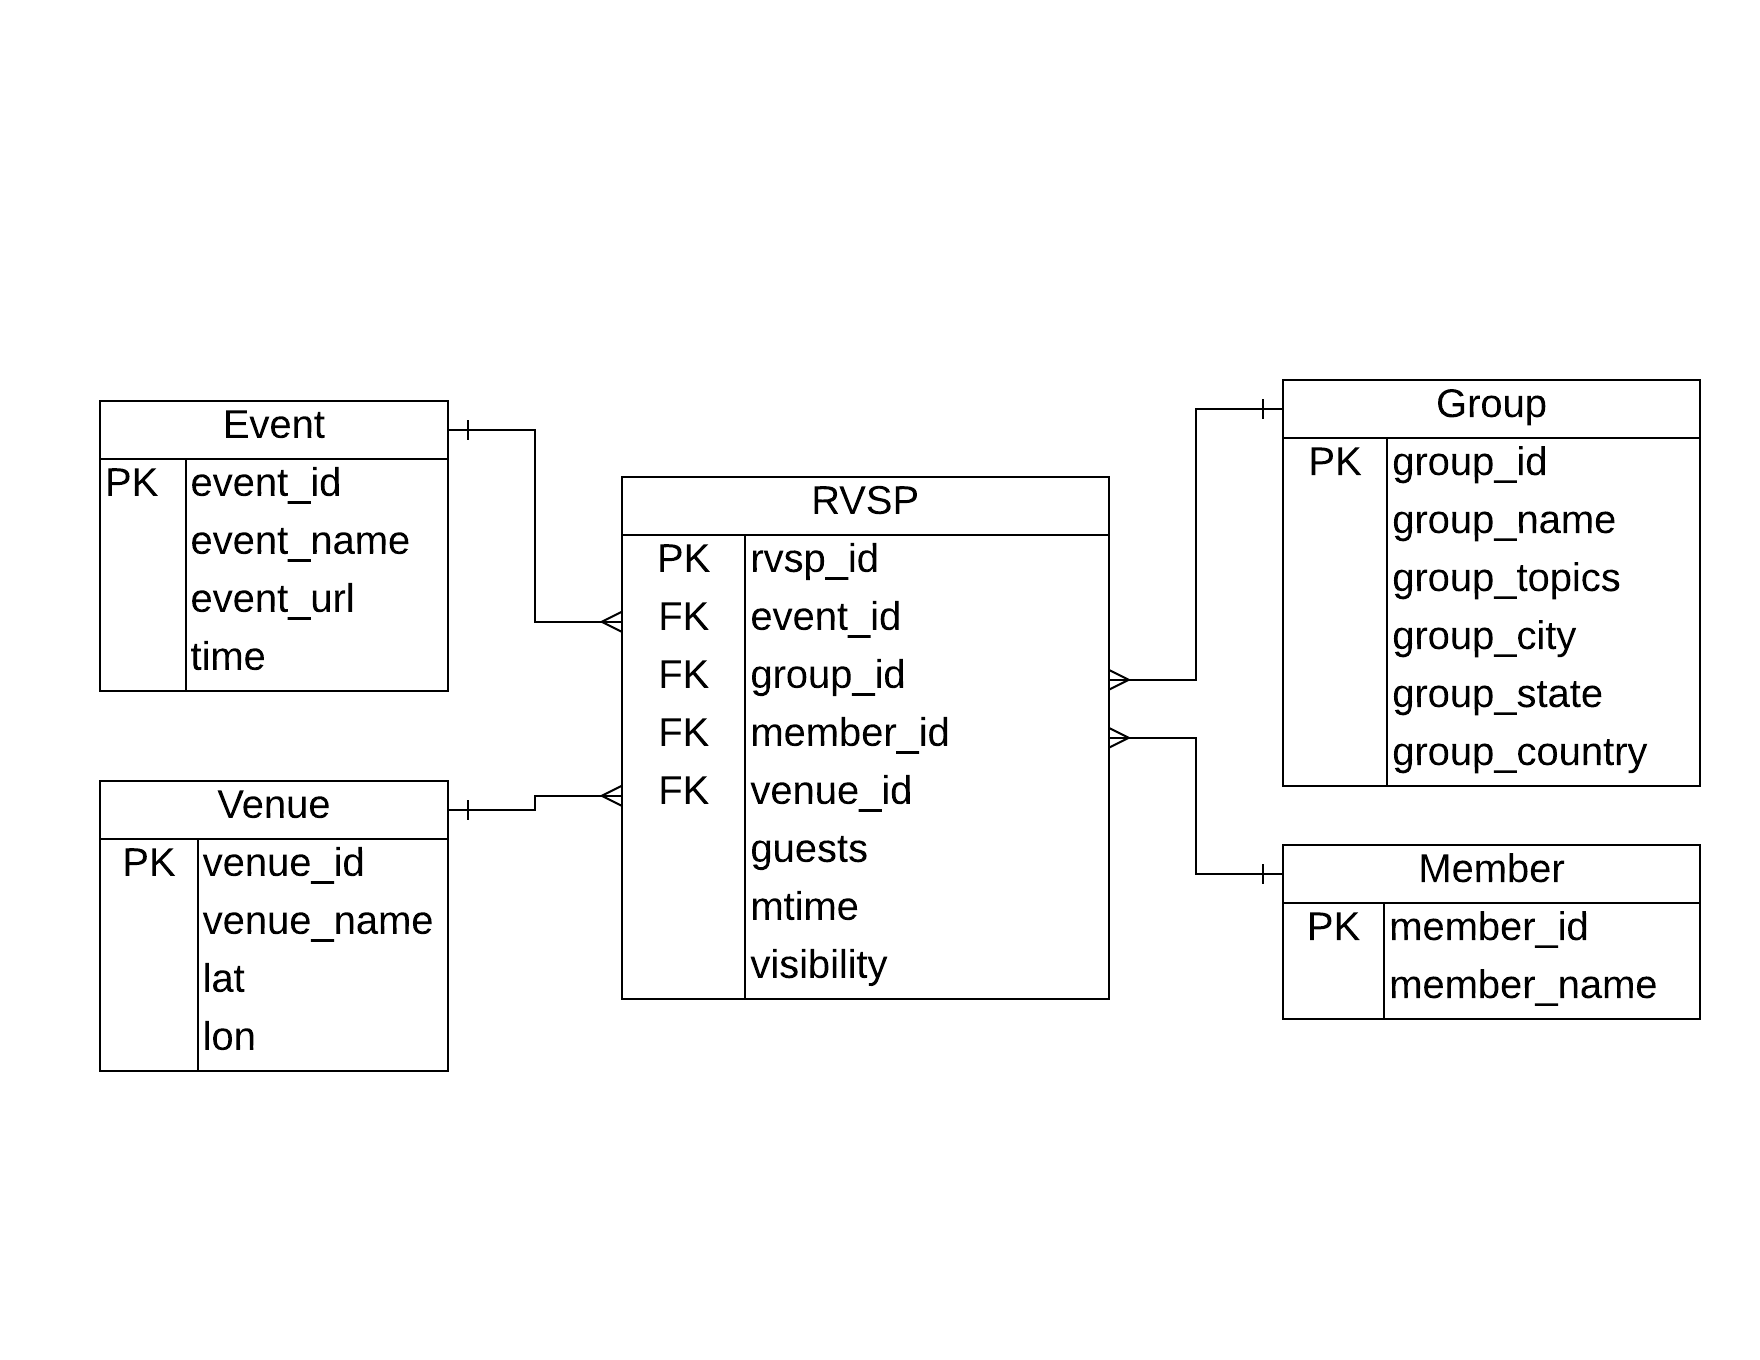 Event
PK event_id
event_name
event_url
time
Venue
PK venue_id
venue_name
lat
lon
RVSP
PK rvsp_id
FK event_id
FK group_id
FK member_id
FK venue_id
guests
mtime
visibility
Group
PK group_id
group_name
group_topics
group_city
group_state
group_country
Member
PK member_id
member_name